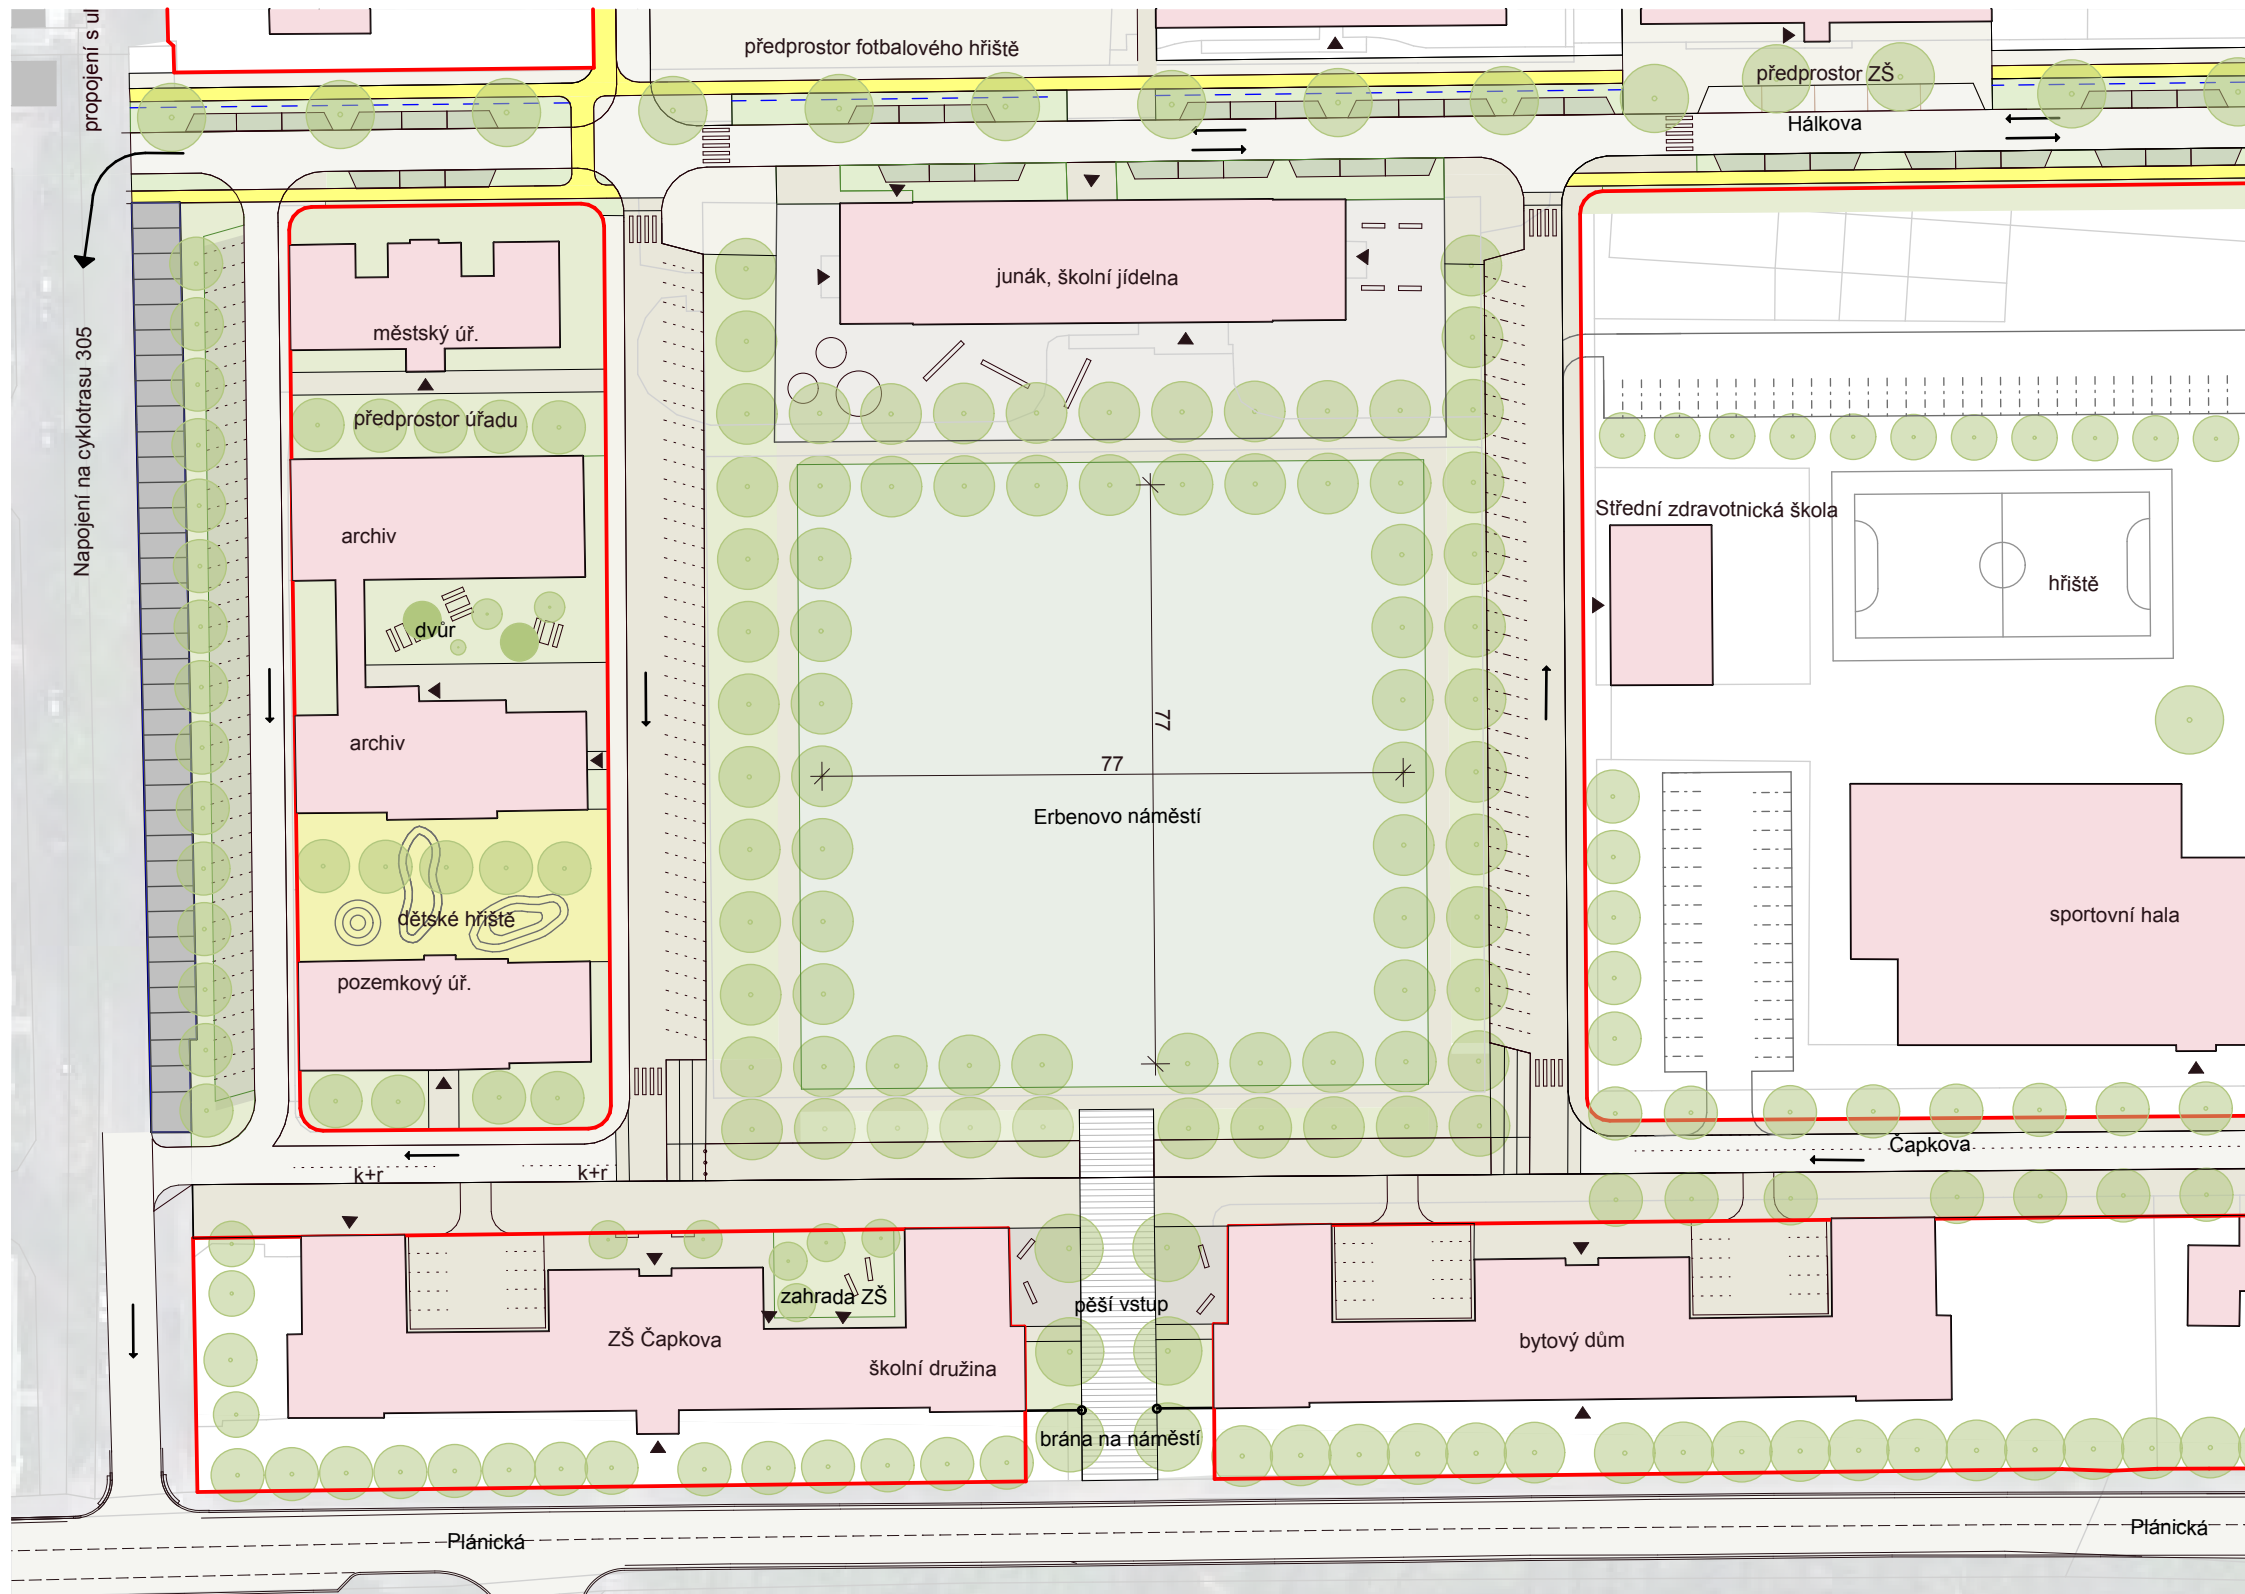 propojení s ul
předprostor fotbalového hřiště
předprostor ZŠ
Hálkova
Napojení na cyklotrasu 305
městský úř.
junák, školní jídelna
předprostor úřadu
archiv
Střední zdravotnická škola
hřiště
dvůr
archiv
77
77
Erbenovo náměstí
dětské hřiště
sportovní hala
pozemkový úř.
Čapkova
k+r
k+r
zahrada ZŠ
pěší vstup
ZŠ Čapkova
bytový dům
školní družina
brána na náměstí
Plánická
Plánická